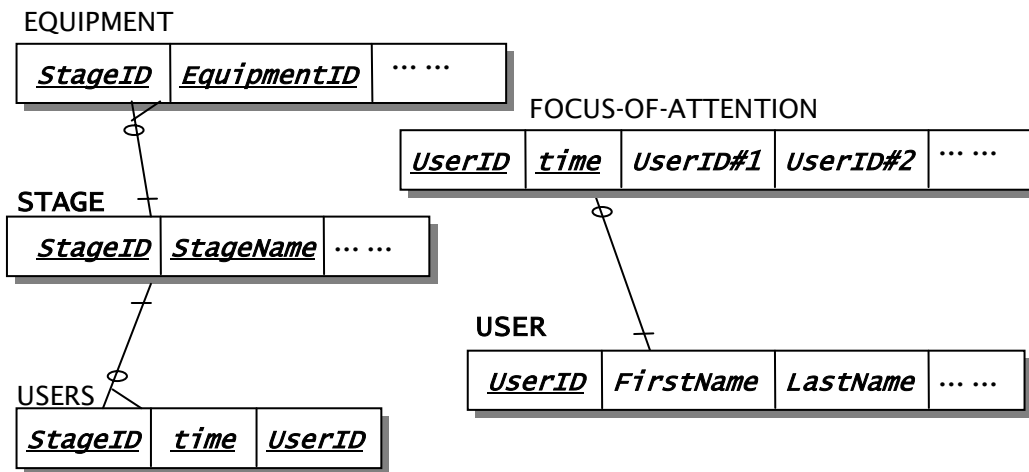 EQUIPMENT
StageID EquipmentID ... ...
STAGE
StageID StageName ... ...
USERS
StageID time UserID
FOCUS-OF-ATTENTION
UserID time UserID#1 UserID#2 ... ...
USER
UserID FirstName LastName ... ...